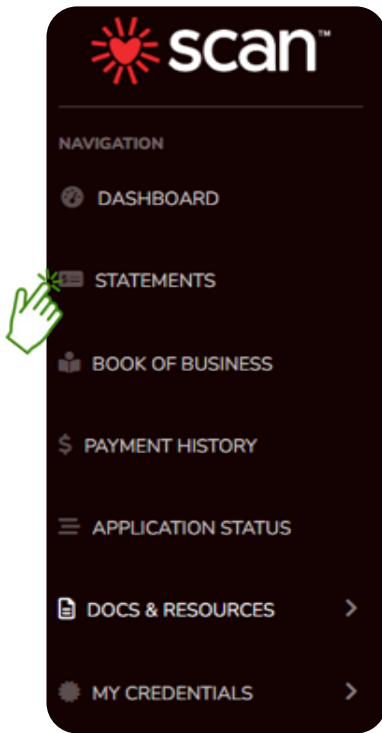 scan™
NAVIGATION
DASHBOARD
STATEMENTS
BOOK OF BUSINESS
$ PAYMENT HISTORY
APPLICATION STATUS
DOCS & RESOURCES
MY CREDENTIALS